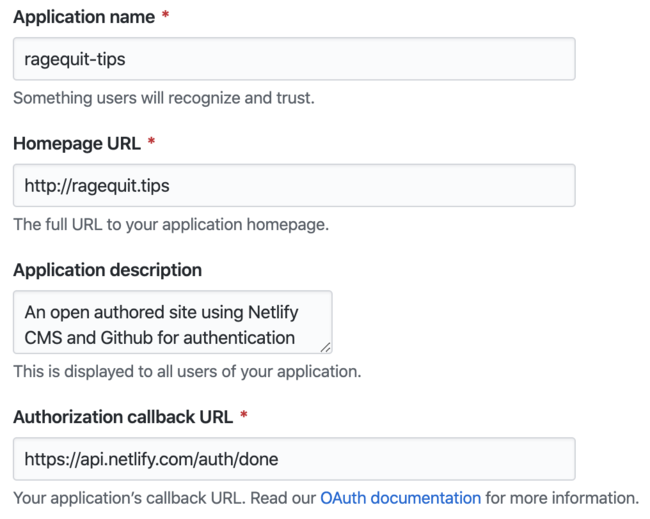 Application name *
ragequit-tips
Something users will recognize and trust.
Homepage URL *
http://ragequit.tips
The full URL to your application homepage.
Application description
An open authored site using Netlify
CMS and Github for authentication
This is displayed to all users of your application.
Authorization callback URL *
https://api.netlify.com/auth/done
Your application’s callback URL. Read our OAuth documentation for more information.